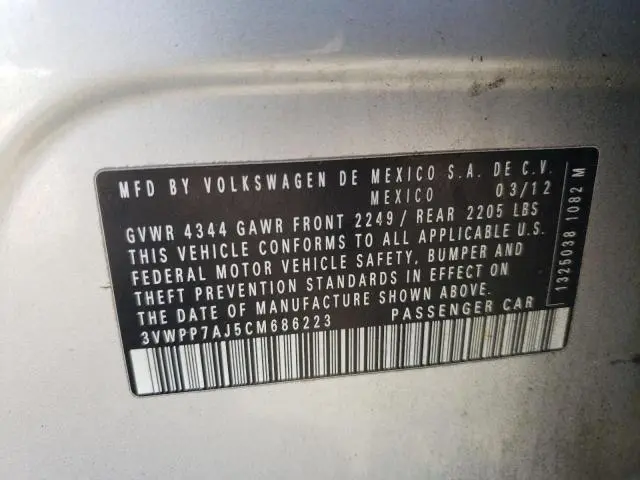 MFD BY VOLKSWAGEN DE MEXICO S.A. DE C.V.
MEXICO 03/12
GVWR 4344 GAWR FRONT 2249/ REAR 2205 LBS
THIS VEHICLE CONFORMS TO ALL APPLICABLE U.S.
FEDERAL MOTOR VEHICLE SAFETY, BUMPER AND
THEFT PREVENTION STANDARDS IN EFFECT ON
THE DATE OF MANUFACTURE SHOWN ABOVE.
3VWPP7AJ5CM686223 PASSENGER CAR
1325038 1082 M